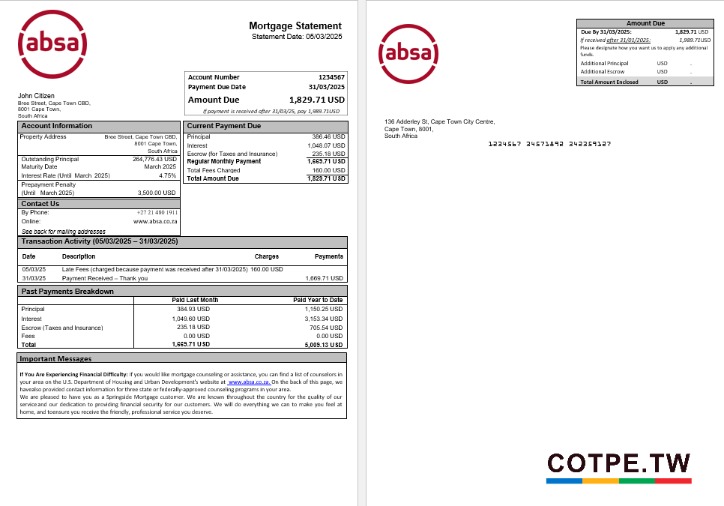 absa
Mortgage Statement
Statement Date: 05/03/2025
Account Number 1234567
Payment Due Date 31/03/2025
Amount Due 1,829.71 USD
If payment is received after 31/03/2025, pay 1,989.71USD
John Citizen
Bree Street, Cape Town CBD,
8001 Cape Town,
South Africa
Account Information
Property Address Bree Street, Cape Town CBD,
8001 Cape Town,
South Africa
Outstanding Principal 264,776.43 USD
Maturity Date March 2025
Interest Rate (Until March 2025) 4.75%
Prepayment Penalty
(Until March 2025) 3,500.00 USD
Contact Us
By Phone: +27 21 480 1911
Online: www.absa.co.za
See back for mailing addresses
Current Payment Due
Principal 386.46 USD
Interest 1,048.07 USD
Escrow (for Taxes and Insurance) 235.18 USD
Regular Monthly Payment 1,669.71 USD
Total Fees Charged 160.00 USD
Total Amount Due 1,829.71 USD
Transaction Activity (05/03/2025 – 31/03/2025)
Date Description Charges Payments
05/03/25 Late Fees (charged because payment was received after 31/03/2025) 160.00 USD
31/03/25 Payment Received – Thank you 1,669.71 USD
Past Payments Breakdown
Paid Last Month Paid Year to Date
Principal 384.93 USD 1,150.25 USD
Interest 1,049.60 USD 3,153.34 USD
Escrow (Taxes and Insurance) 235.18 USD 705.54 USD
Fees 0.00 USD 0.00 USD
Total 1,669.71 USD 5,009.13 USD
Important Messages
If You Are Experiencing Financial Difficulty: If you would like mortgage counseling or assistance, you can find a list of counselors in
your area on the U.S. Department of Housing and Urban Development's website at www.absa.co.za. On the back of this page, we
havealso provided contact information for three state or federally-approved counseling programs in your area.
We are pleased to have you as a Springside Mortgage customer. We are known throughout the country for the quality of our
serviceand our dedication to providing financial security for our customers. We will do everything we can to make you feel at
home, and toensure you receive the friendly, professional service you deserve.
absa
Amount Due
Due By 31/03/2025: 1,829.71 USD
If received after 31/03/2025: 1,989.71USD
Please designate how you want us to apply any additional
funds.
Additional Principal USD -
Additional Escrow USD -
Total Amount Enclosed USD -
136 Adderley St, Cape Town City Centre,
Cape Town, 8001,
South Africa
1234567 34571892 342359127
COTPE.TW